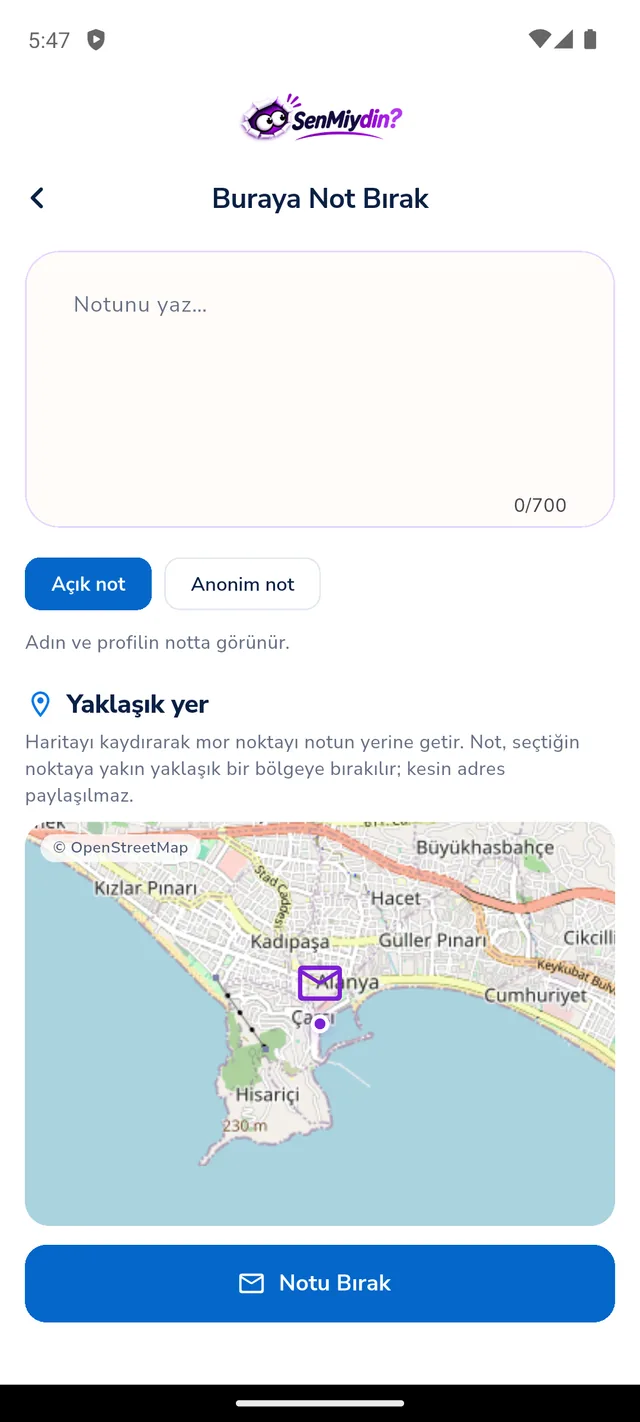 5:47
SenMiydin?
Buraya Not Bırak
Notunu yaz...
0/700
Açık not
Anonim not
Adın ve profilin notta görünür.
Yaklaşık yer
Haritayı kaydırarak mor noktayı notun yerine getir. Not, seçtiğin
noktaya yakın yaklaşık bir bölgeye bırakılır; kesin adres
paylaşılmaz.
© OpenStreetMap
Büyükhasbahçe
Kızlar Pınarı
Stad Caddesi
Hacet
Kadıpaşa
Güller Pınarı
Cikcilli
Keykubat Bulv
Alanya
Cumhuriyet
Çarşı
Hisariçi
230 m
Notu Bırak